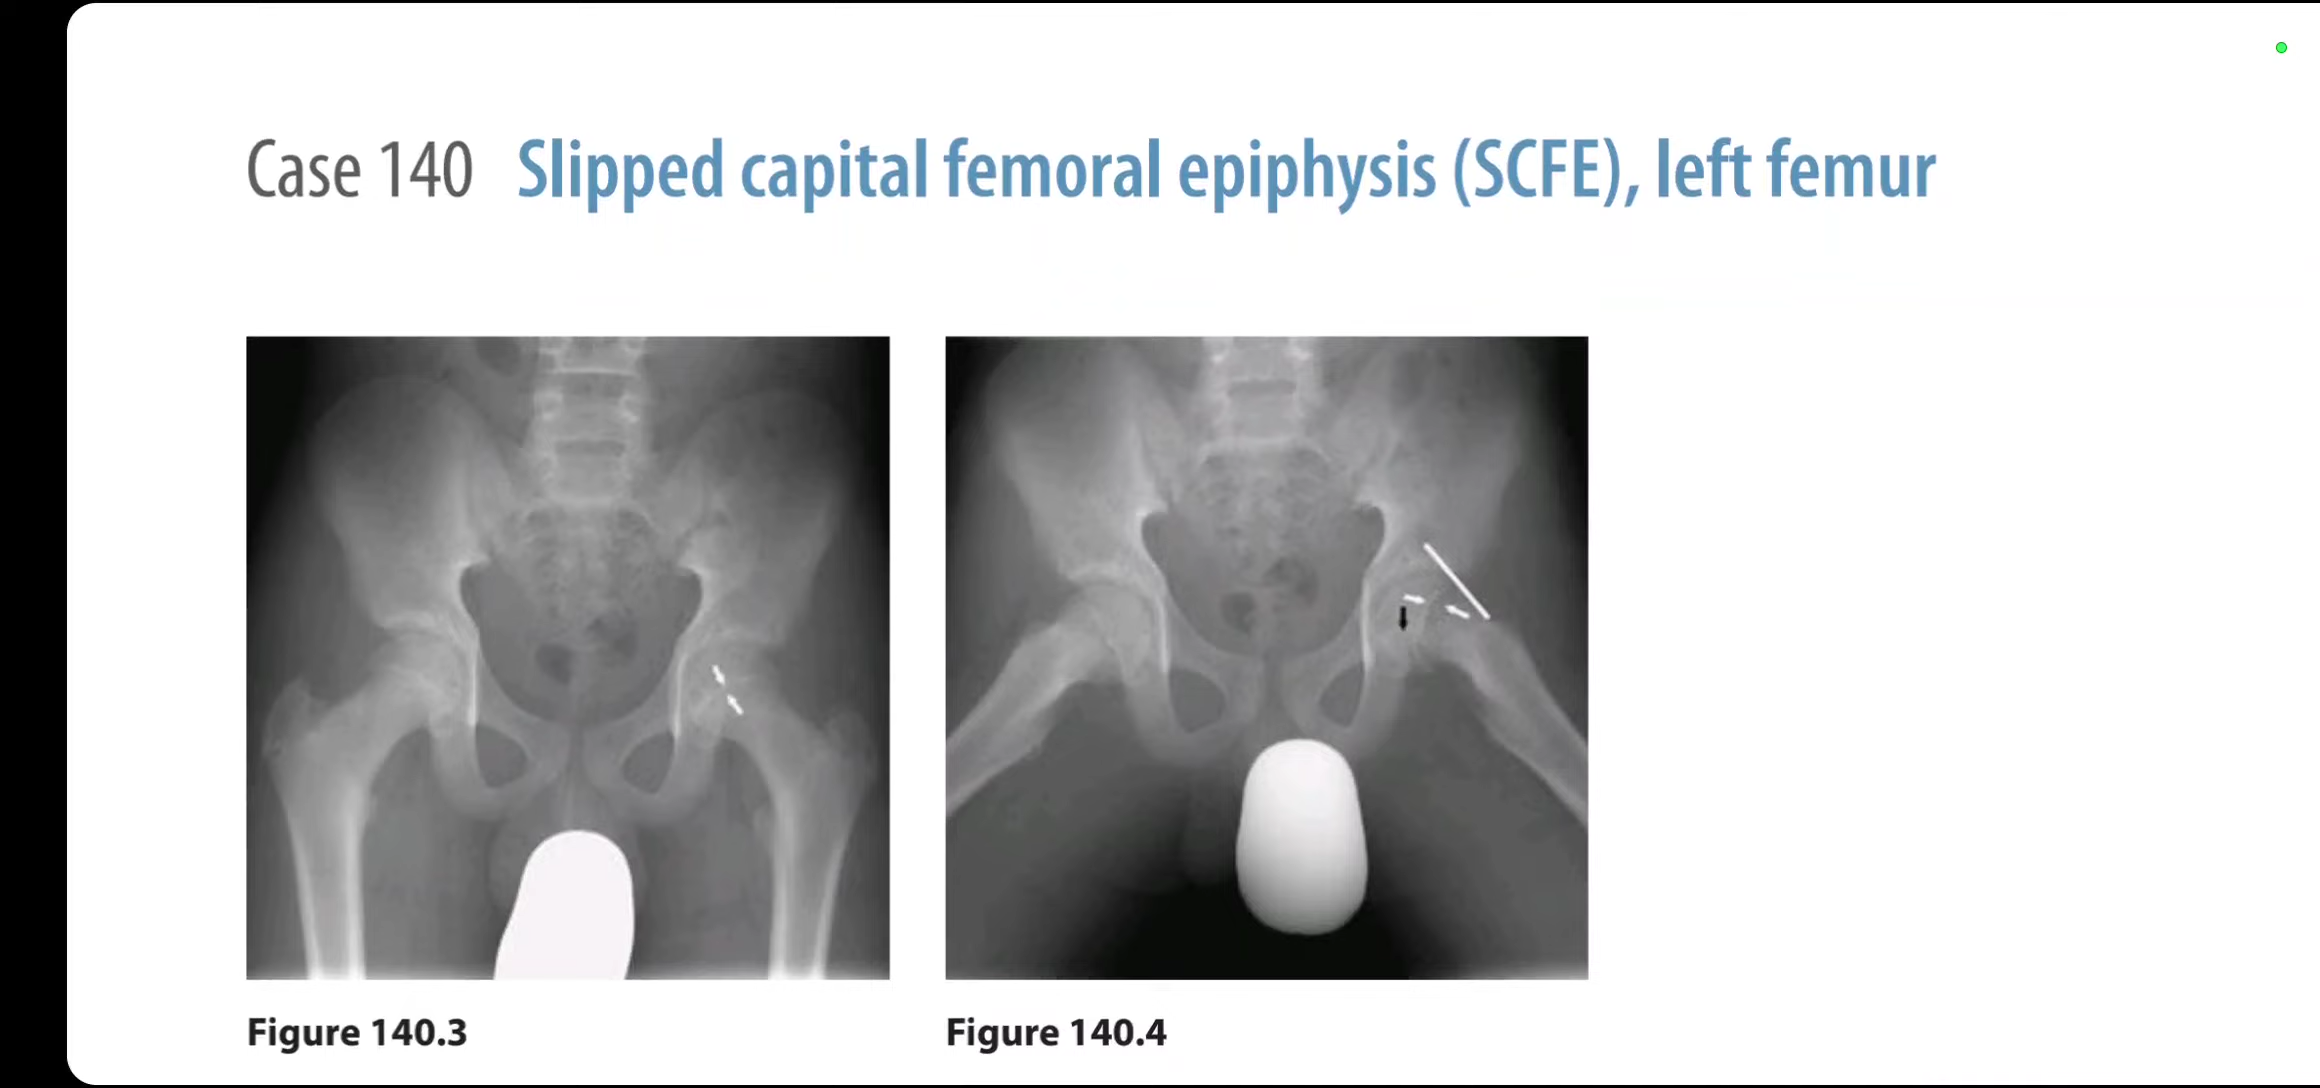 Case 140 Slipped capital femoral epiphysis (SCFE), left femur
Figure 140.3
Figure 140.4